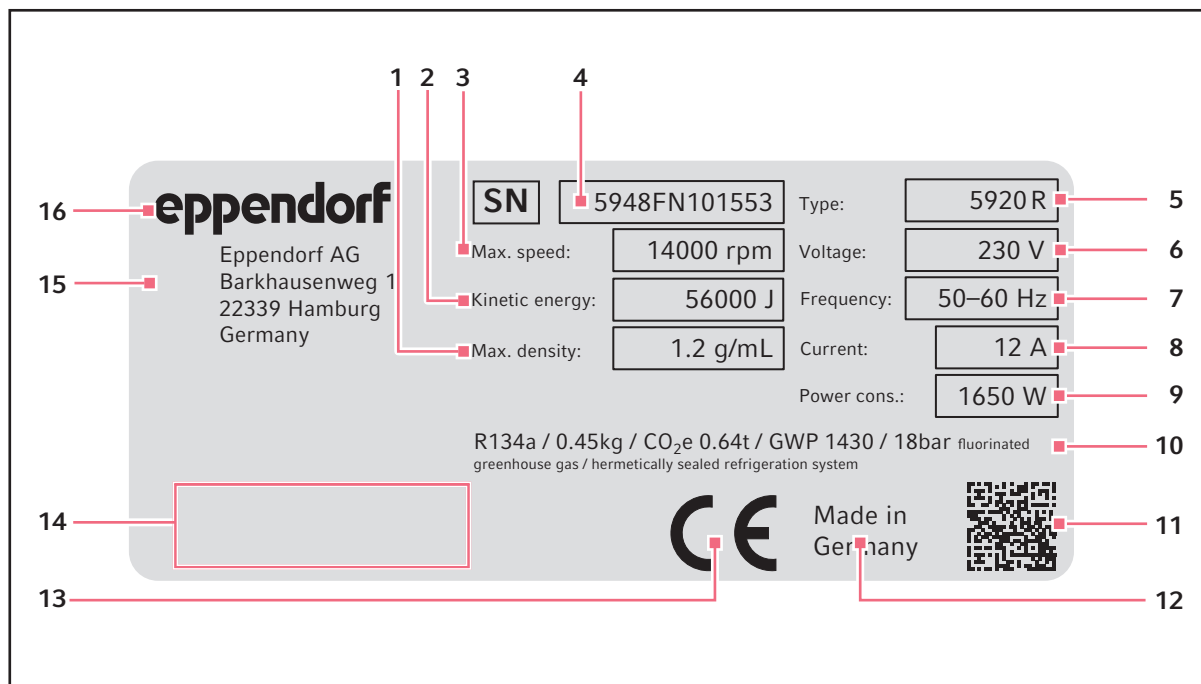 1 2 3 4
16 eppendorf SN 5948FN101553 Type: 5920 R 5
Eppendorf AG Max. speed: 14000 rpm Voltage: 230 V 6
15 Barkhausenweg 1
22339 Hamburg Kinetic energy: 56000 J Frequency: 50–60 Hz 7
Germany Max. density: 1.2 g/mL Current: 12 A 8
Power cons.: 1650 W 9
R134a / 0.45kg / CO₂e 0.64t / GWP 1430 / 18bar fluorinated 10
greenhouse gas / hermetically sealed refrigeration system
14 CE Made in 11
Germany
13 12